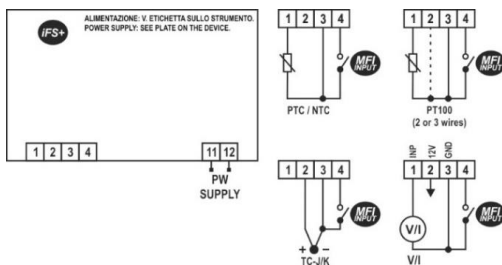 iFS+
ALIMENTAZIONE: V. ETICHETTA SULLO STRUMENTO.
POWER SUPPLY: SEE PLATE ON THE DEVICE.
1 2 3 4
11 12
PW
SUPPLY
1 2 3 4
MFI
INPUT
PTC / NTC
1 2 3 4
MFI
INPUT
PT100
(2 or 3 wires)
1 2 3 4
MFI
INPUT
+ −
TC-J/K
INP 12V GND
1 2 3 4
MFI
INPUT
V/I
V/I